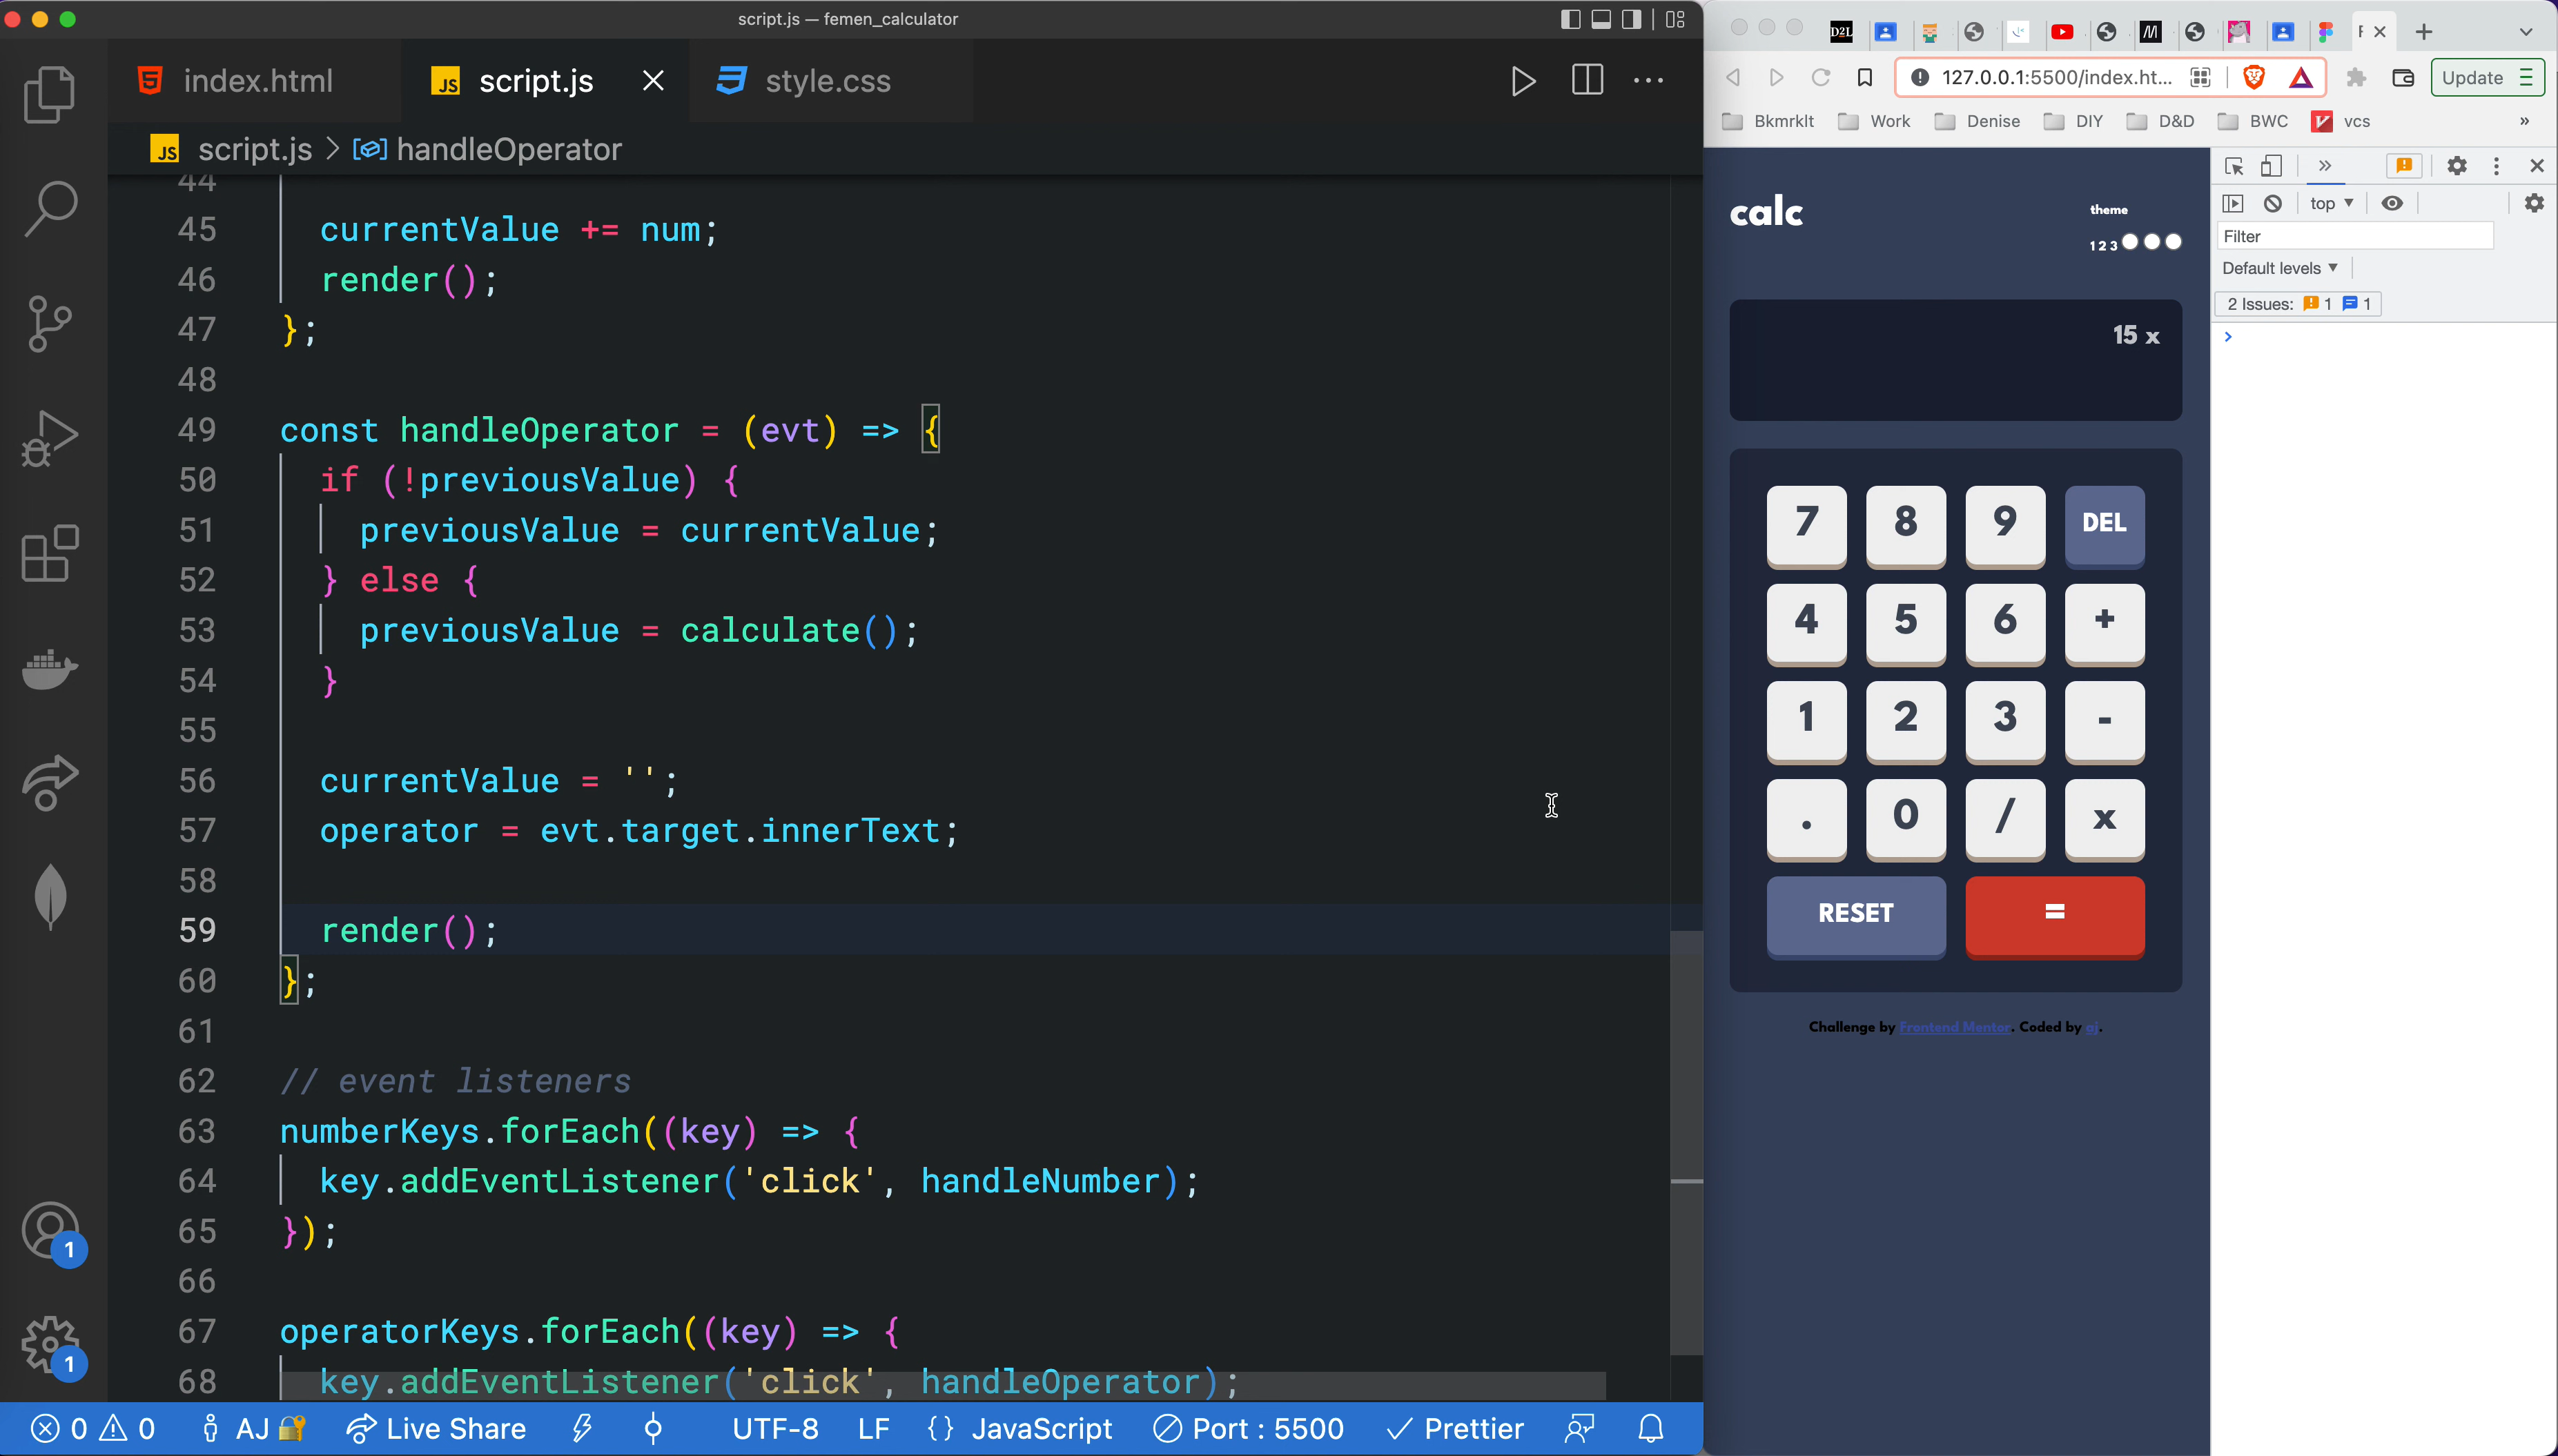 script.js — femen_calculator
index.html
JS script.js
style.css
JS script.js > handleOperator
44
45 currentValue += num;
46 render();
47 };
48
49 const handleOperator = (evt) => {
50 if (!previousValue) {
51 previousValue = currentValue;
52 } else {
53 previousValue = calculate();
54 }
55
56 currentValue = '';
57 operator = evt.target.innerText;
58
59 render();
60 };
61
62 // event listeners
63 numberKeys.forEach((key) => {
64 key.addEventListener('click', handleNumber);
65 });
66
67 operatorKeys.forEach((key) => {
68 key.addEventListener('click', handleOperator);
1
1
0 0 AJ Live Share UTF-8 LF {} JavaScript Port : 5500 Prettier
D2L
127.0.0.1:5500/index.ht...
Update
Bkmrklt Work Denise DIY D&D BWC vcs »
calc
theme
1 2 3
15 x
7 8 9 DEL
4 5 6 +
1 2 3 -
. 0 / x
RESET =
Challenge by Frontend Mentor. Coded by aj.
top
Filter
Default levels
2 Issues: 1 1